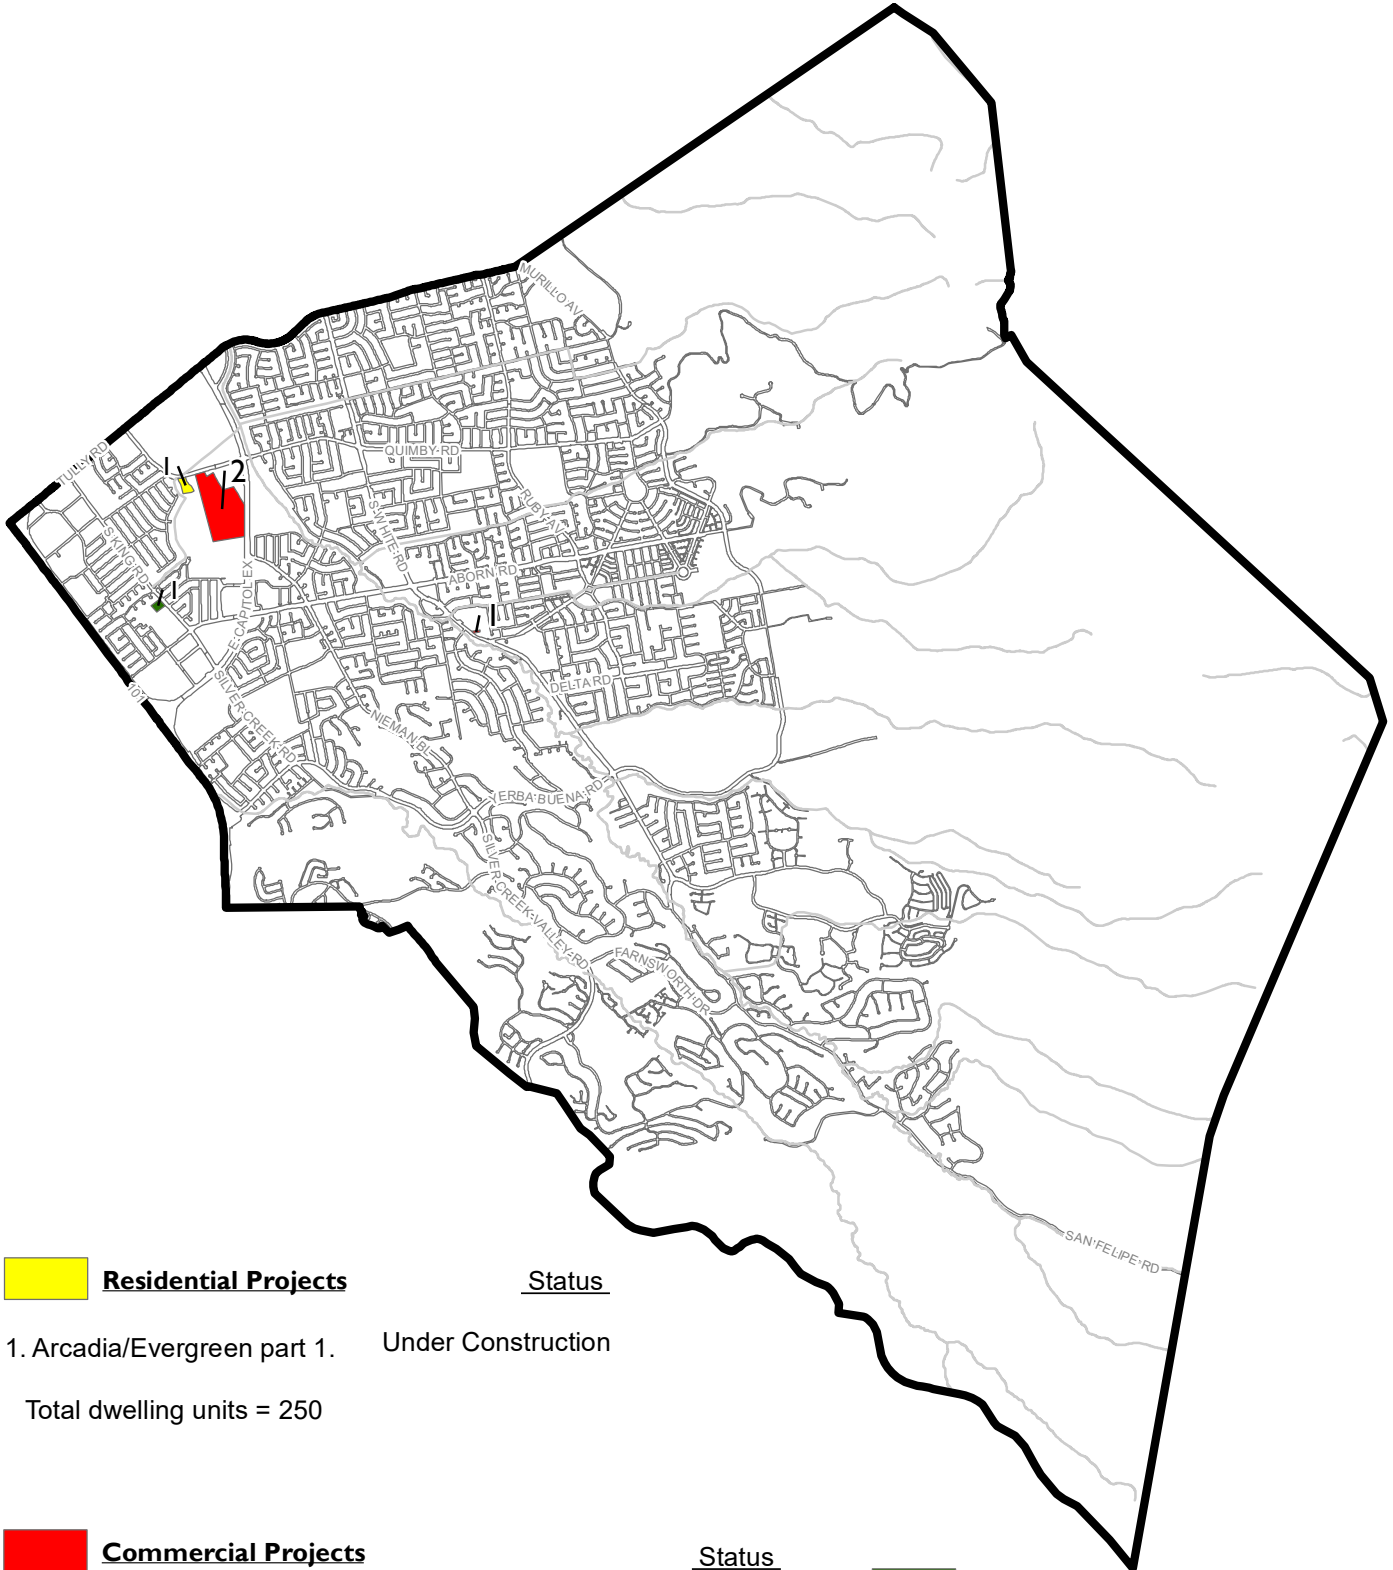 MURILLO AV
TULLY RD
QUIMBY RD
1
2
S WHITE RD
RUBY AV
S KING RD
ABORN RD
E CAPITOL EX
1
1
DELTA RD
101
SILVER CREEK RD
NIEMAN BL
YERBA BUENA RD
SILVER CREEK VALLEY RD
FARNSWORTH DR
SAN FELIPE RD
Residential Projects Status
1. Arcadia/Evergreen part 1. Under Construction
Total dwelling units = 250
Commercial Projects Status